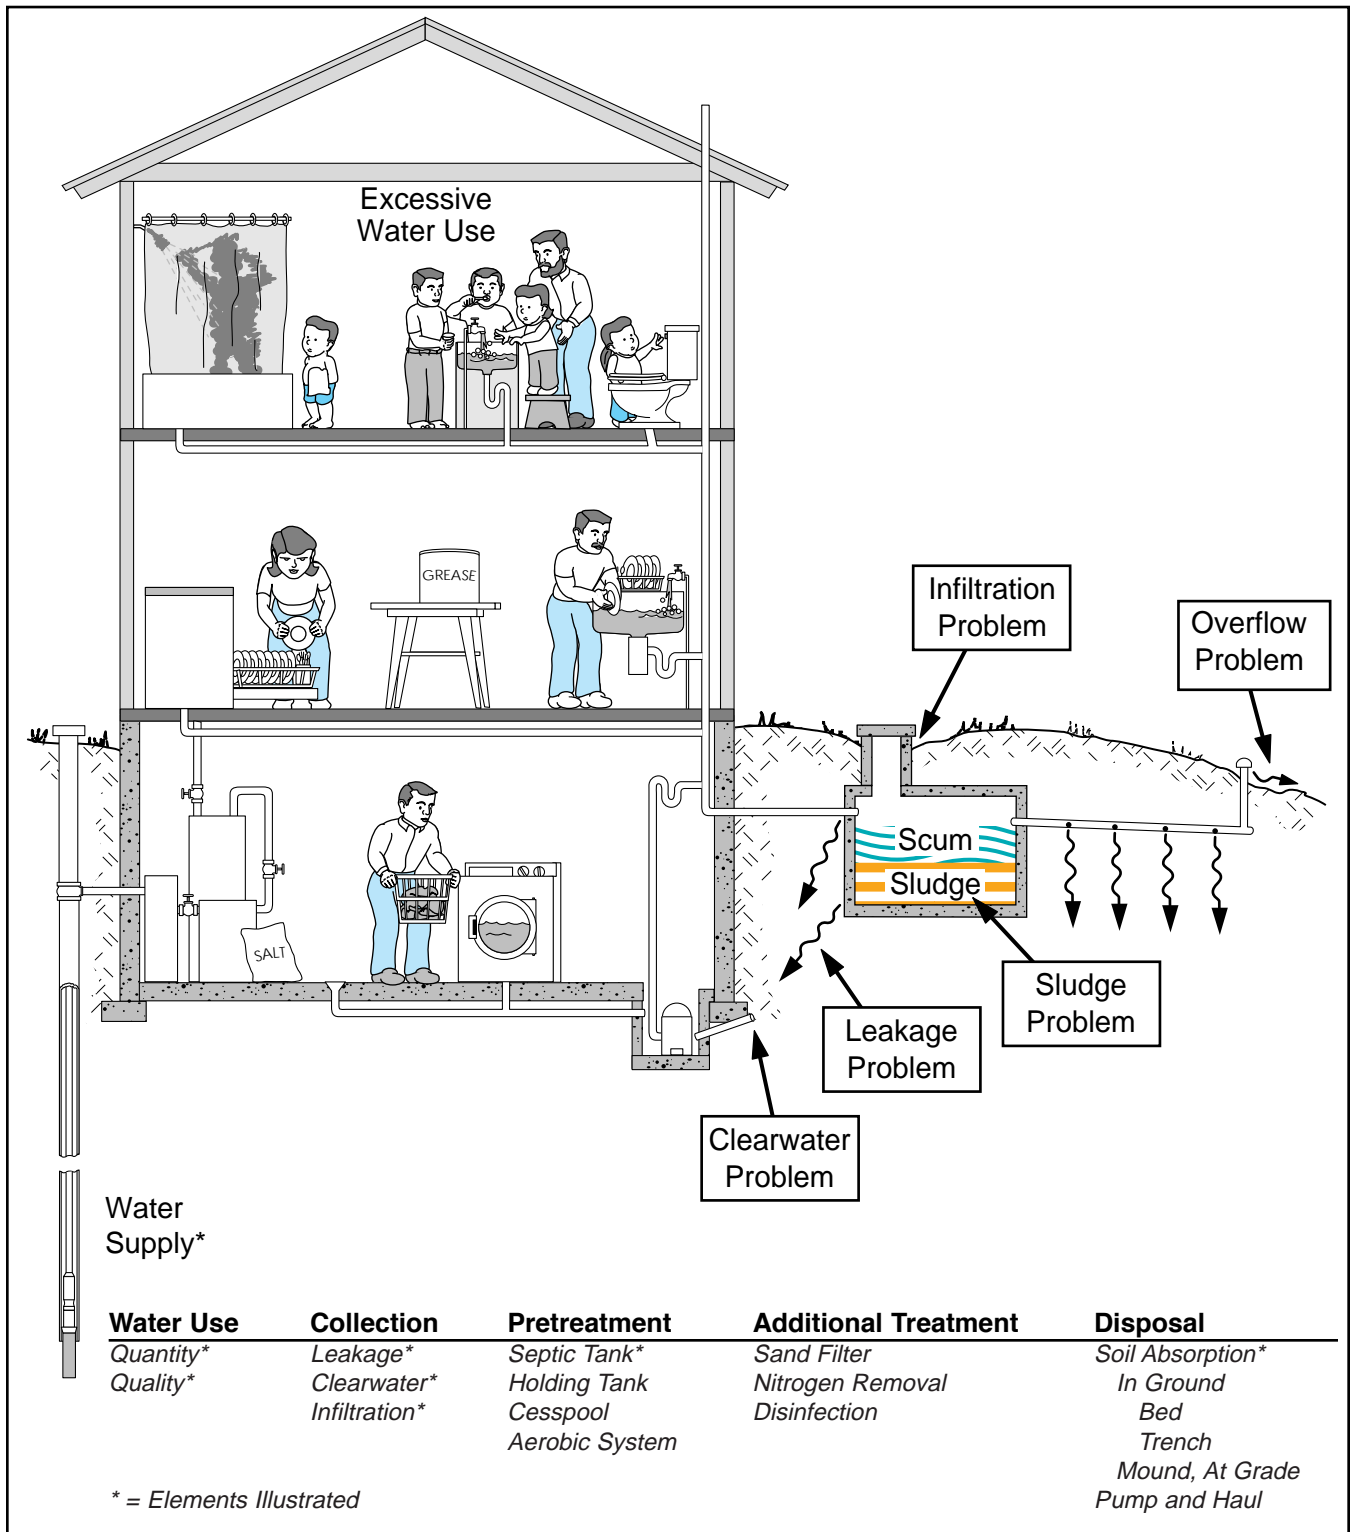 Excessive
Water Use
GREASE
Infiltration
Problem
Overflow
Problem
Scum
Sludge
SALT
Sludge
Problem
Leakage
Problem
Clearwater
Problem
Water
Supply*
Water Use Collection Pretreatment Additional Treatment Disposal
Quantity* Leakage* Septic Tank* Sand Filter Soil Absorption*
Quality* Clearwater* Holding Tank Nitrogen Removal In Ground
Infiltration* Cesspool Disinfection Bed
Aerobic System Trench
Mound, At Grade
* = Elements Illustrated Pump and Haul